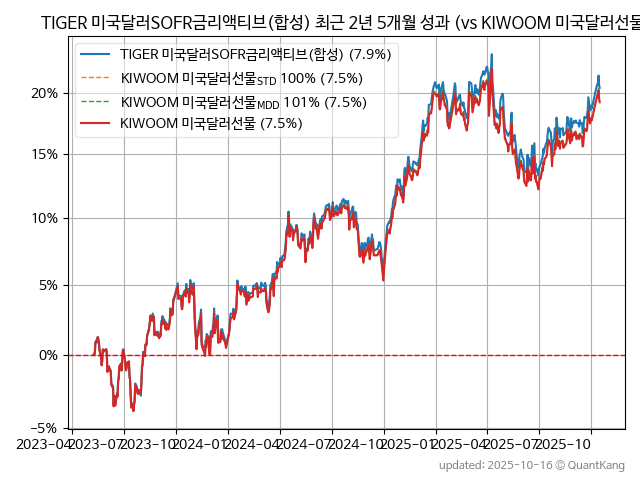 TIGER 미국달러SOFR금리액티브(합성) 최근 2년 5개월 성과 (vs KIWOOM 미국달러선물
TIGER 미국달러SOFR금리액티브(합성) (7.9%)
KIWOOM 미국달러선물STD 100% (7.5%)
KIWOOM 미국달러선물MDD 101% (7.5%)
KIWOOM 미국달러선물 (7.5%)
20%
15%
10%
5%
0%
-5%
2023-04 2023-07 2023-10 2024-01 2024-04 2024-07 2024-10 2025-01 2025-04 2025-07 2025-10
updated: 2025-10-16 © QuantKang